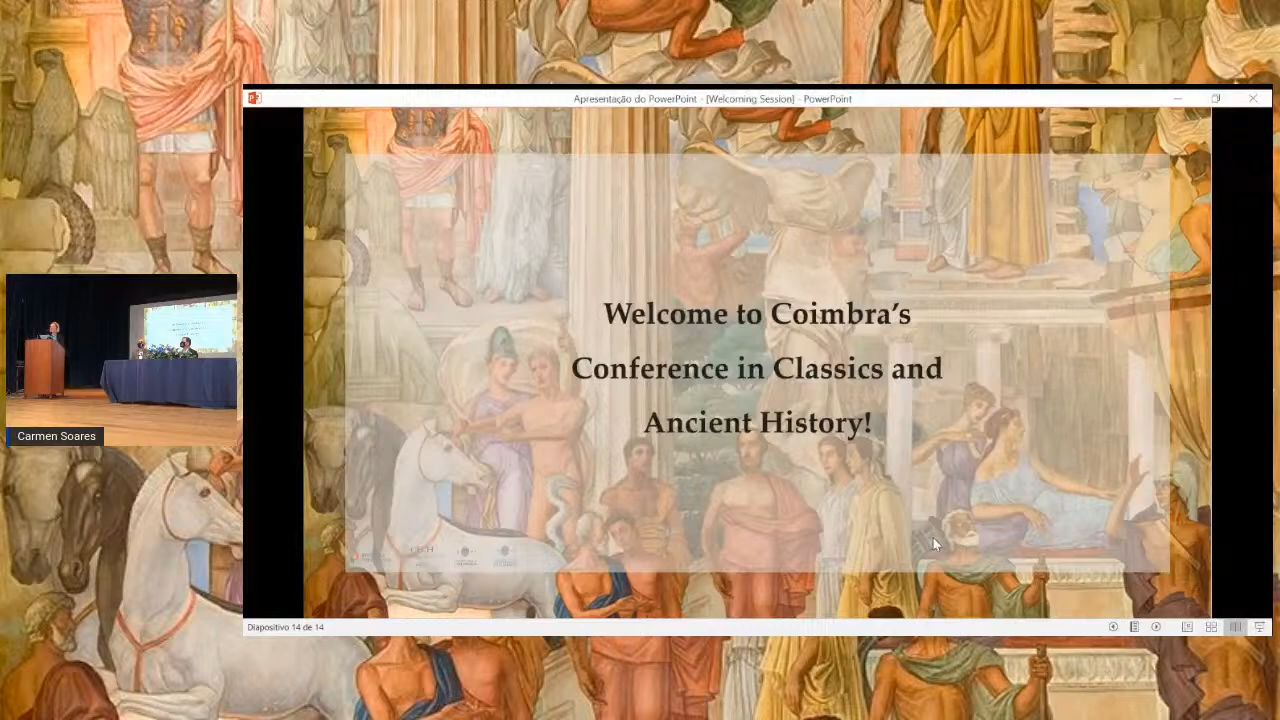 Apresentação do PowerPoint - [Welcoming Session] - PowerPoint
Welcome to Coimbra's
Conference in Classics and
Ancient History!
Carmen Soares
CECH
Diapositivo 14 de 14